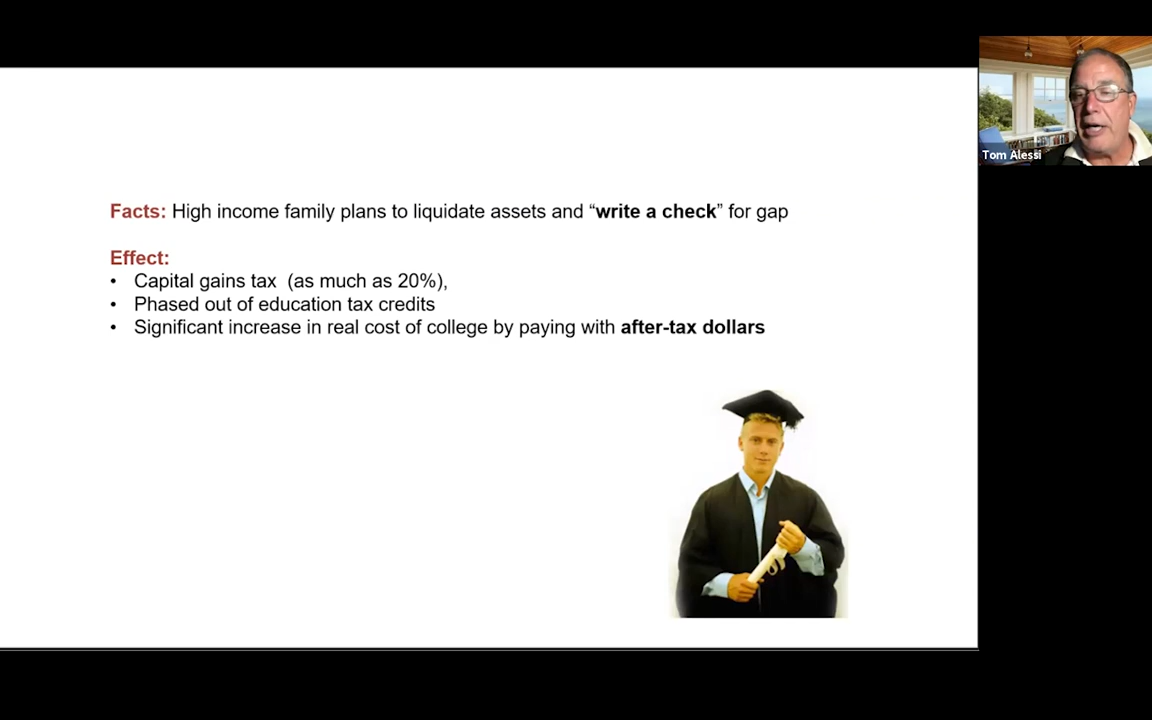 Tom Alessi
Facts: High income family plans to liquidate assets and “write a check” for gap
Effect:
• Capital gains tax  (as much as 20%),
• Phased out of education tax credits
• Significant increase in real cost of college by paying with after-tax dollars